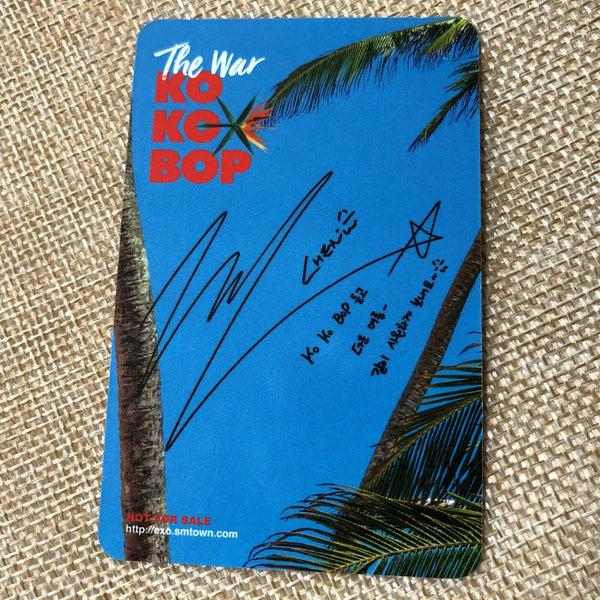 The War
KO
KO
BOP
CHEN
KO KO BOP 듣고
더운 여름~
같이 시원하게 보내요~
NOT FOR SALE
http://exo.smtown.com